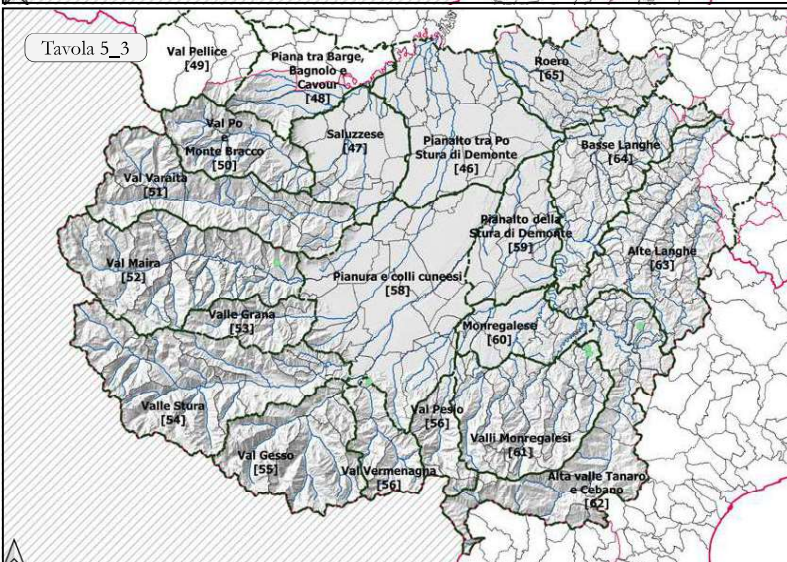 Tavola 5_3
Val Pellice
[49]
Piana tra Barge,
Bagnolo e
Cavour
[48]
Roero
[65]
Val Po
e
Monte Bracco
[50]
Saluzzese
[47]
Pianalto tra Po
Stura di Demonte
[46]
Basse Langhe
[64]
Val Varaita
[51]
Pianalto della
Stura di Demonte
[59]
Alte Langhe
[63]
Val Maira
[52]
Pianura e colli cuneesi
[58]
Valle Grana
[53]
Monregalese
[60]
Valle Stura
[54]
Val Pesio
[56]
Valli Monregalesi
[61]
Val Gesso
[55]
Val Vermenagna
[56]
Alta valle Tanaro
e Cebano
[62]